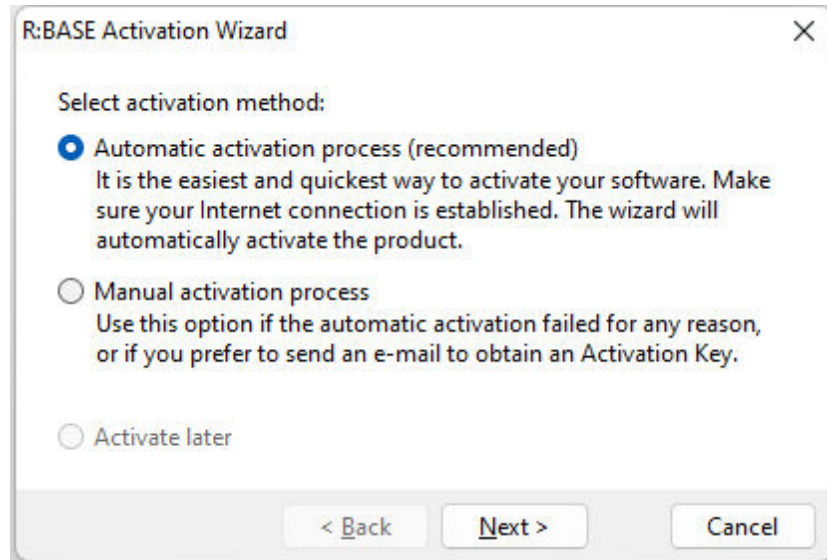 R:BASE Activation Wizard
Select activation method:
Automatic activation process (recommended)
It is the easiest and quickest way to activate your software. Make
sure your Internet connection is established. The wizard will
automatically activate the product.
Manual activation process
Use this option if the automatic activation failed for any reason,
or if you prefer to send an e-mail to obtain an Activation Key.
Activate later
< Back Next > Cancel